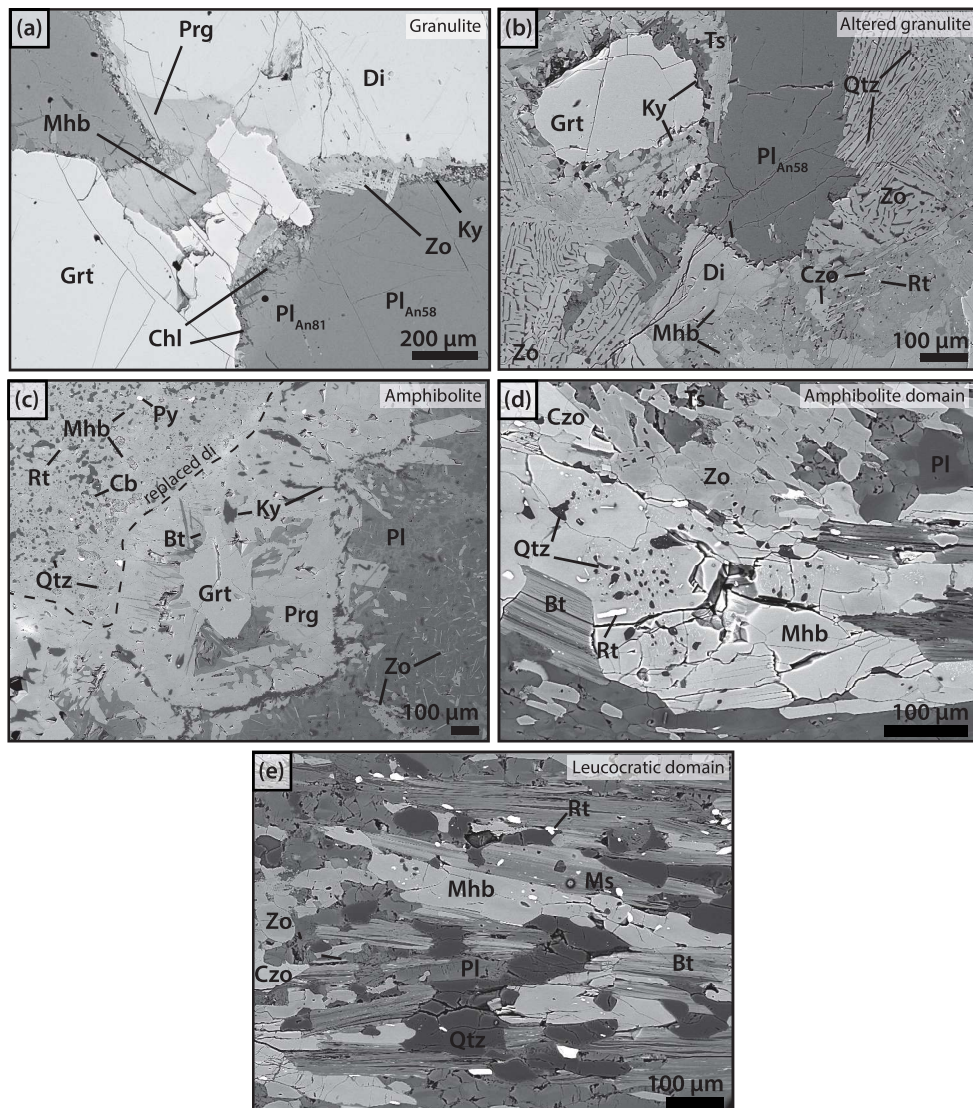 (a)
Granulite
Prg
Di
Mhb
Zo
Ky
Grt
Chl
PlAn81
PlAn58
200 µm
(b)
Altered granulite
Ts
Qtz
Grt
Ky
PlAn58
Zo
Di
Czo
Rt
Mhb
Zo
100 µm
(c)
Amphibolite
Py
Mhb
Rt
Cb
replaced di
Ky
Bt
Pl
Qtz
Grt
Prg
Zo
100 µm
(d)
Amphibolite domain
Ts
Czo
Zo
Pl
Qtz
Bt
Rt
Mhb
100 µm
(e)
Leucocratic domain
Rt
Mhb
Ms
Zo
Czo
Pl
Bt
Qtz
100 µm